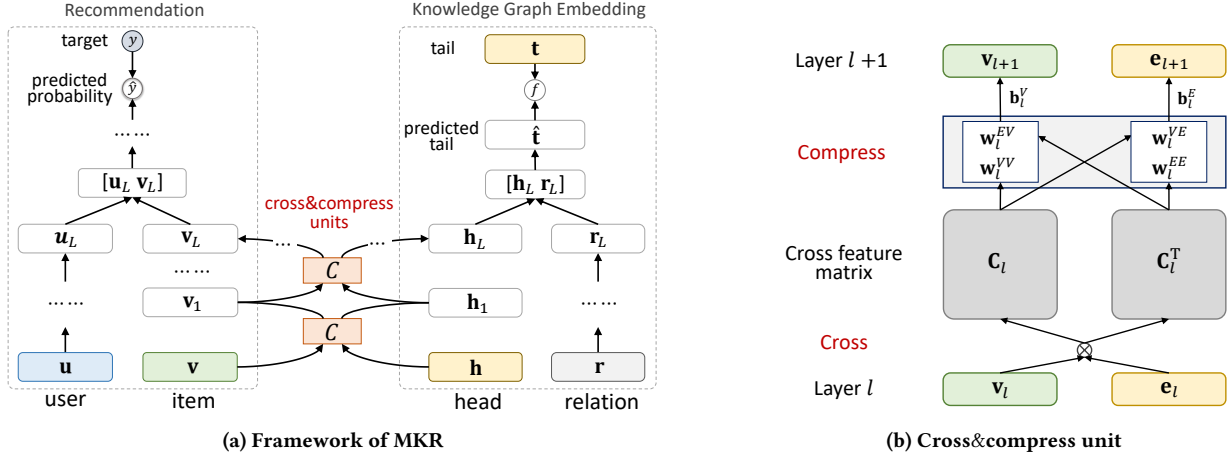 Recommendation
target
y
predicted
probability
ŷ
... ...
[u_L v_L]
u_L
v_L
... ...
... ...
v_1
u
v
user
item
cross&compress
units
...
...
C
C
Knowledge Graph Embedding
tail
t
f
predicted
tail
t̂
[h_L r_L]
h_L
r_L
... ...
h_1
h
r
head
relation
(a) Framework of MKR
Layer l +1
v_{l+1}
e_{l+1}
b_l^V
b_l^E
Compress
w_l^{EV}
w_l^{VV}
w_l^{VE}
w_l^{EE}
Cross feature
matrix
C_l
C_l^T
Cross
⊗
Layer l
v_l
e_l
(b) Cross&compress unit